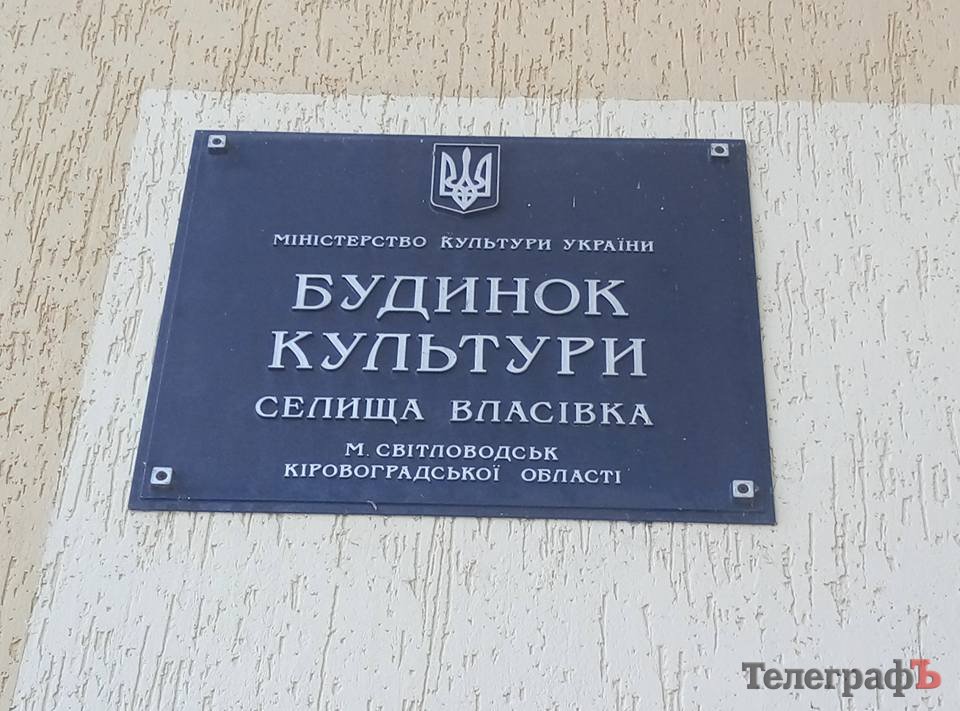 МІНІСТЕРСТВО КУЛЬТУРИ УКРАЇНИ
БУДИНОК
КУЛЬТУРИ
СЕЛИЩА ВЛАСІВКА
М. СВІТЛОВОДСЬК
КІРОВОГРАДСЬКОЇ ОБЛАСТІ
ТелеграфЪ